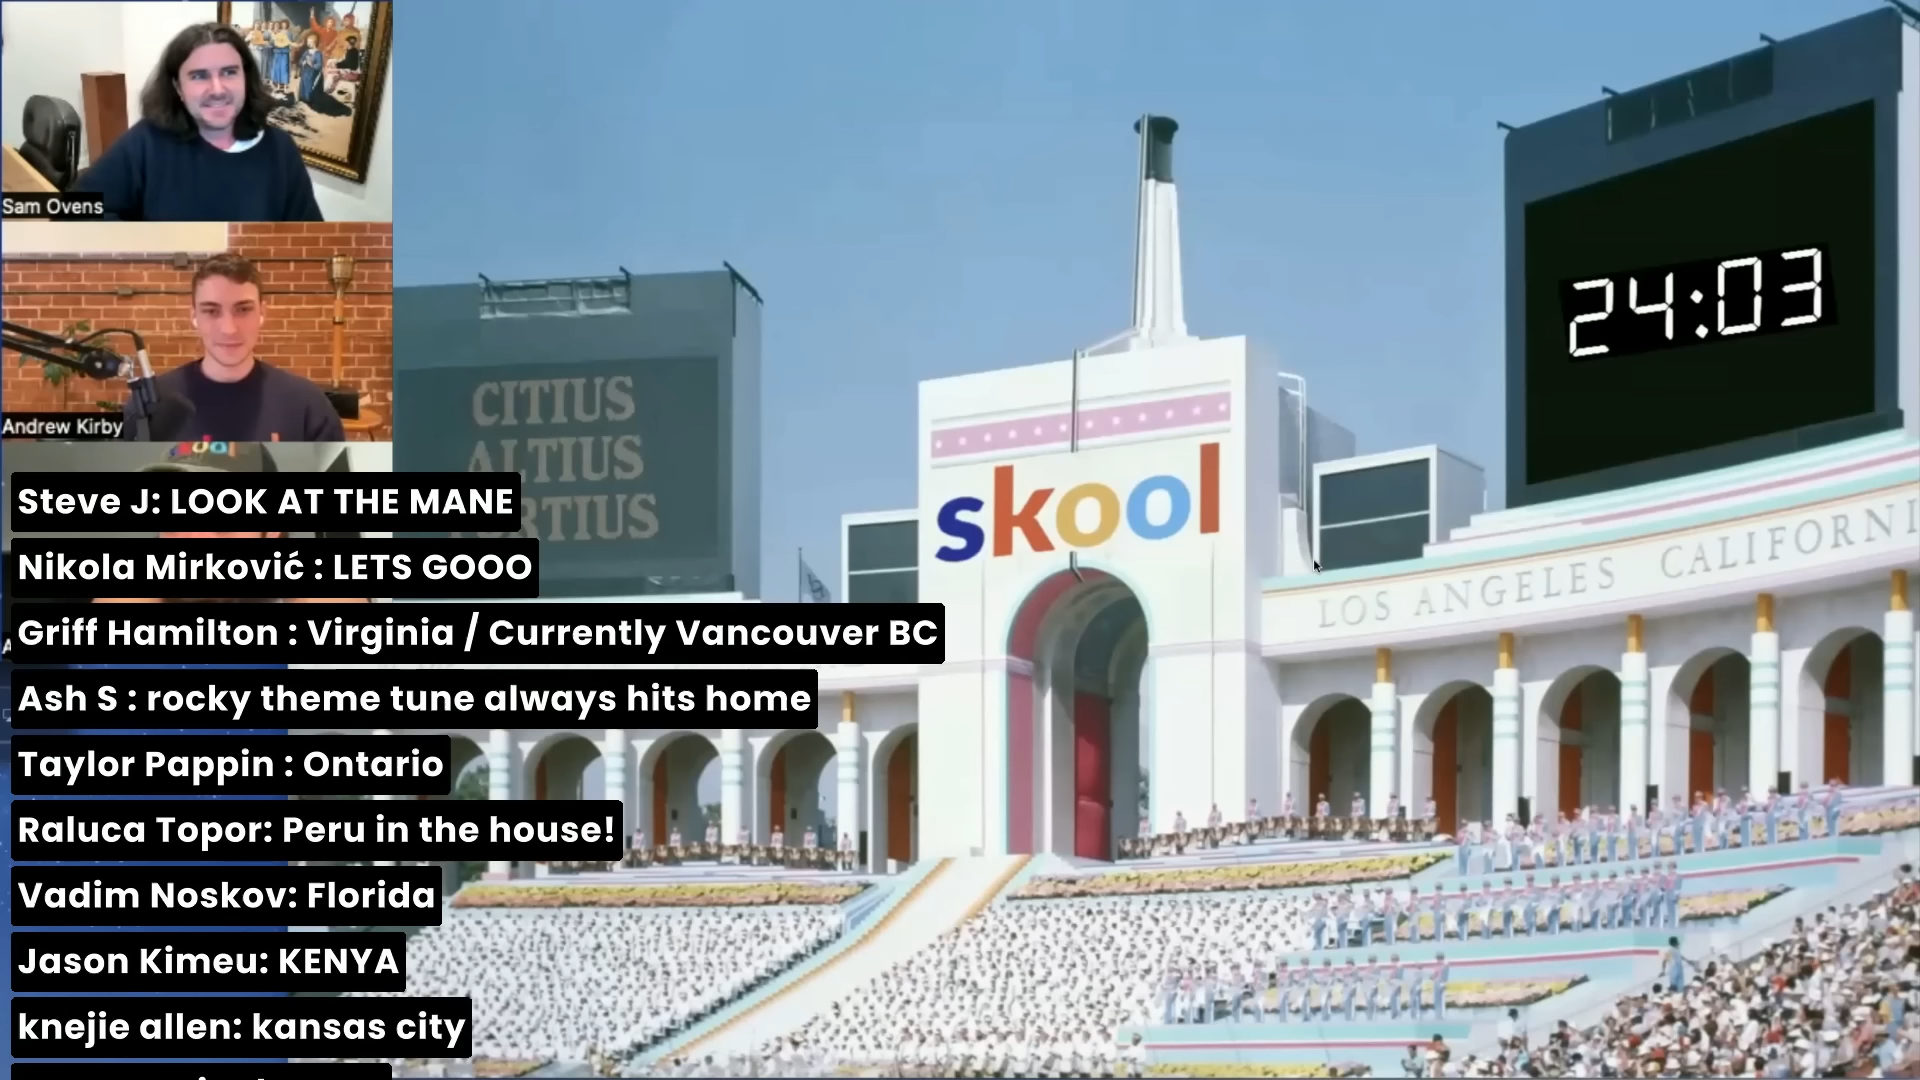 Sam Ovens
Andrew Kirby
skool
CITIUS
ALTIUS
FORTIUS
24:03
skool
LOS ANGELES CALIFORNI
Steve J: LOOK AT THE MANE
Nikola Mirković : LETS GOOO
Griff Hamilton : Virginia / Currently Vancouver BC
Ash S : rocky theme tune always hits home
Taylor Pappin : Ontario
Raluca Topor: Peru in the house!
Vadim Noskov: Florida
Jason Kimeu: KENYA
knejie allen: kansas city